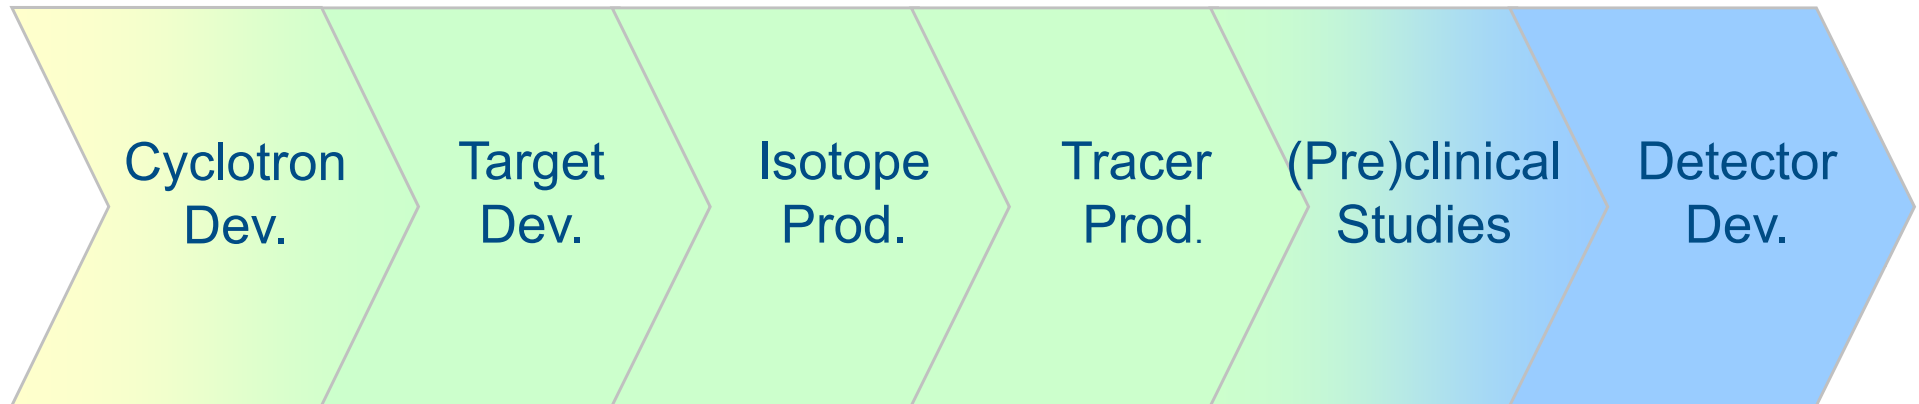 Cyclotron
Dev.
Target
Dev.
Isotope
Prod.
Tracer
Prod.
(Pre)clinical
Studies
Detector
Dev.